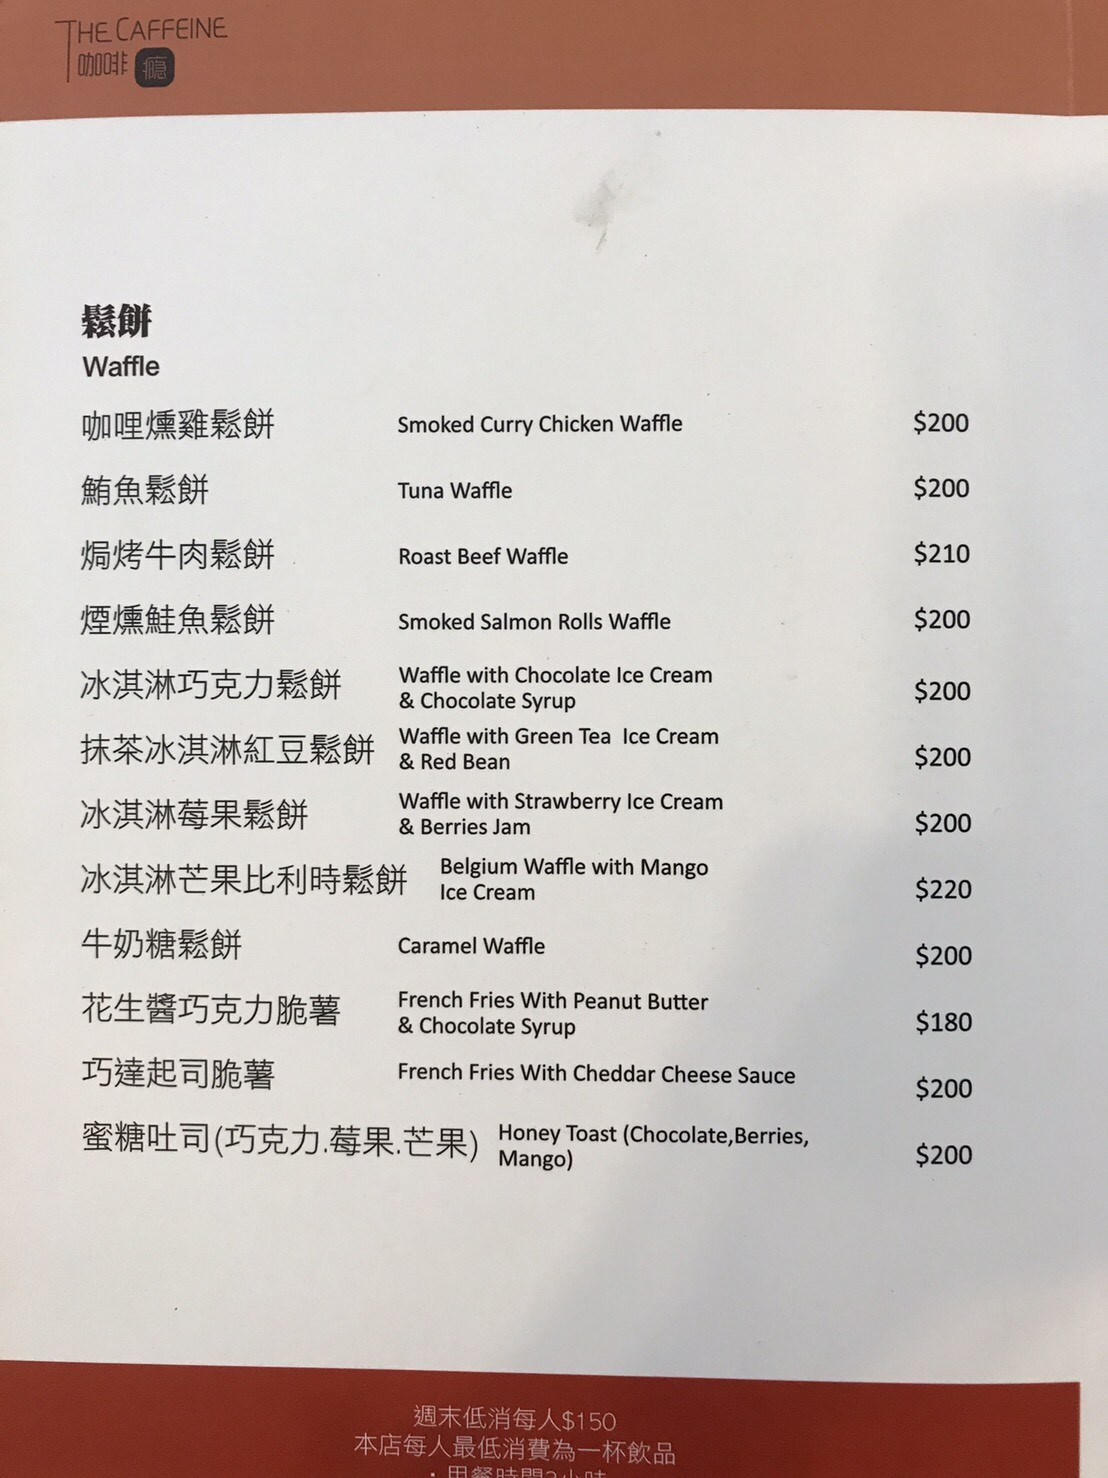 THE CAFFEINE
咖啡 癮
鬆餅
Waffle
咖哩燻雞鬆餅 Smoked Curry Chicken Waffle $200
鮪魚鬆餅 Tuna Waffle $200
焗烤牛肉鬆餅 Roast Beef Waffle $210
煙燻鮭魚鬆餅 Smoked Salmon Rolls Waffle $200
冰淇淋巧克力鬆餅 Waffle with Chocolate Ice Cream
& Chocolate Syrup $200
抹茶冰淇淋紅豆鬆餅 Waffle with Green Tea Ice Cream
& Red Bean $200
冰淇淋莓果鬆餅 Waffle with Strawberry Ice Cream
& Berries Jam $200
冰淇淋芒果比利時鬆餅 Belgium Waffle with Mango
Ice Cream $220
牛奶糖鬆餅 Caramel Waffle $200
花生醬巧克力脆薯 French Fries With Peanut Butter
& Chocolate Syrup $180
巧達起司脆薯 French Fries With Cheddar Cheese Sauce $200
蜜糖吐司(巧克力.莓果.芒果) Honey Toast (Chocolate,Berries,
Mango) $200
週末低消每人$150
本店每人最低消費為一杯飲品